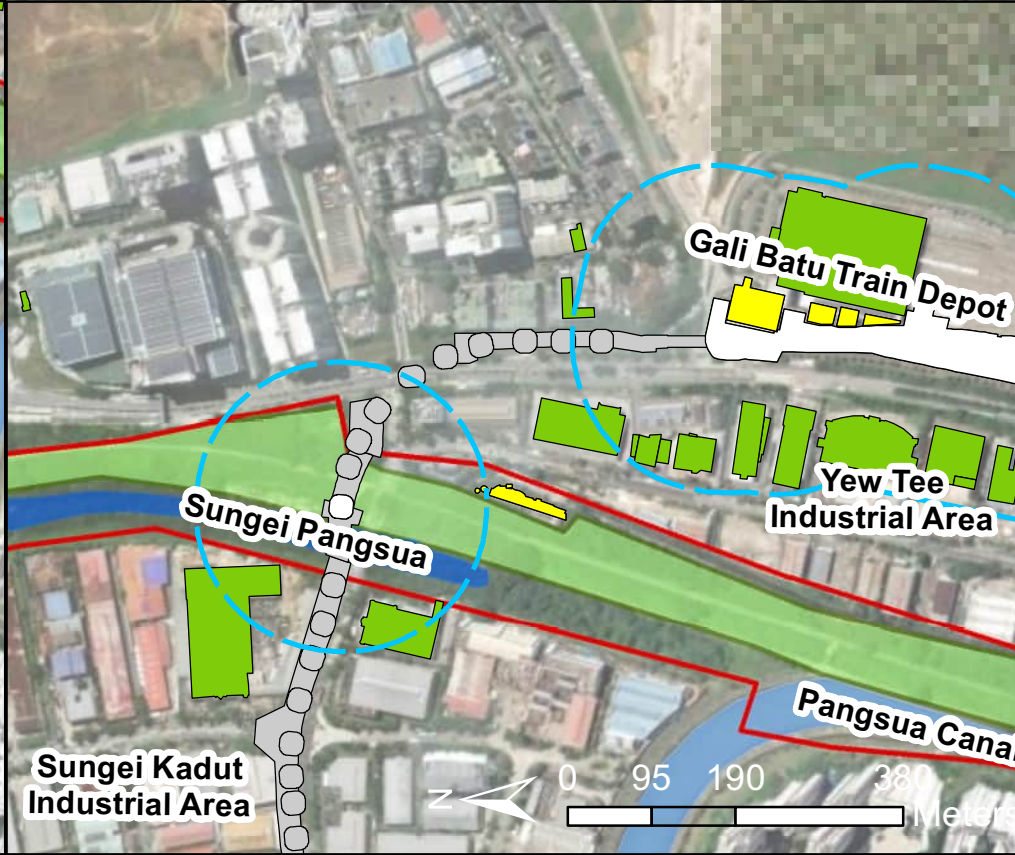 Gali Batu Train Depot
Yew Tee
Industrial Area
Sungei Pangsua
Pangsua Cana
Sungei Kadut
Industrial Area
N
0 95 190 380
Meters